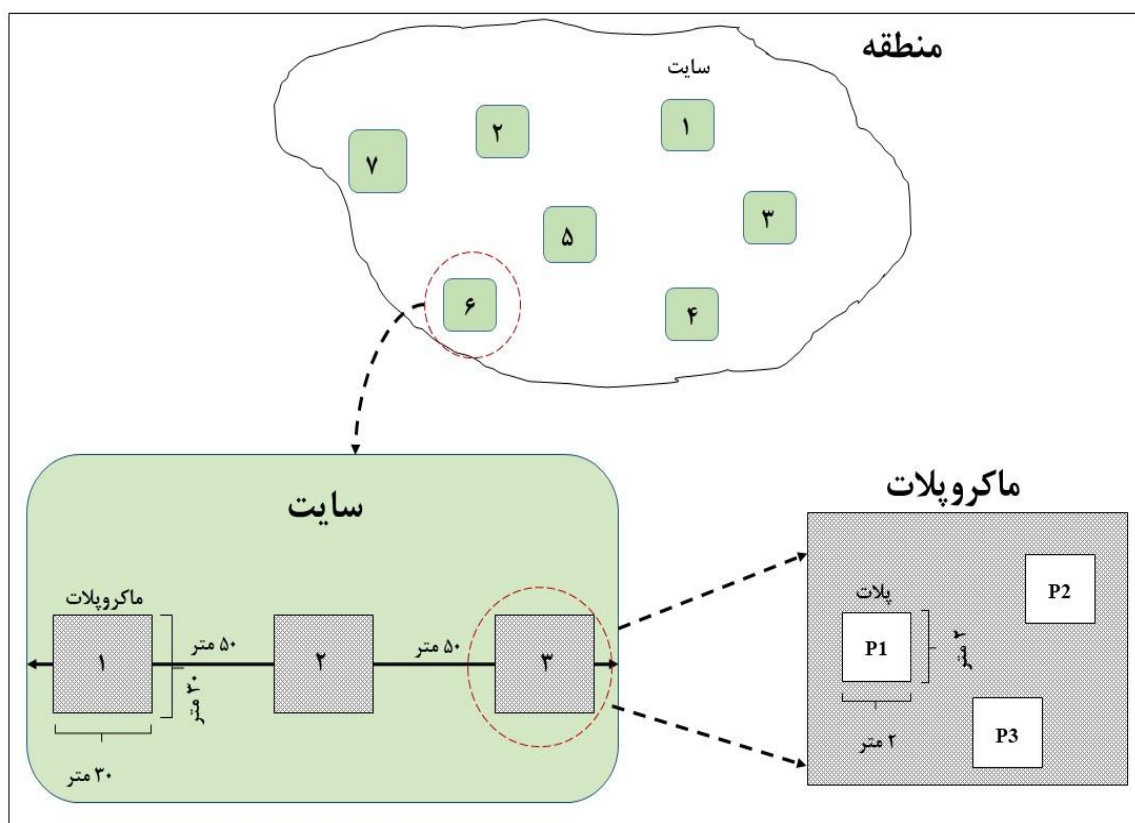 منطقه
سایت
۱
۲
۷
۳
۵
۶
۴
سایت
ماکروپلات
ماکروپلات
۱
۵۰ متر
۲
۵۰ متر
۳
۳۰ متر
۳۰ متر
P2
پلات
P1
۲ متر
۲ متر
P3